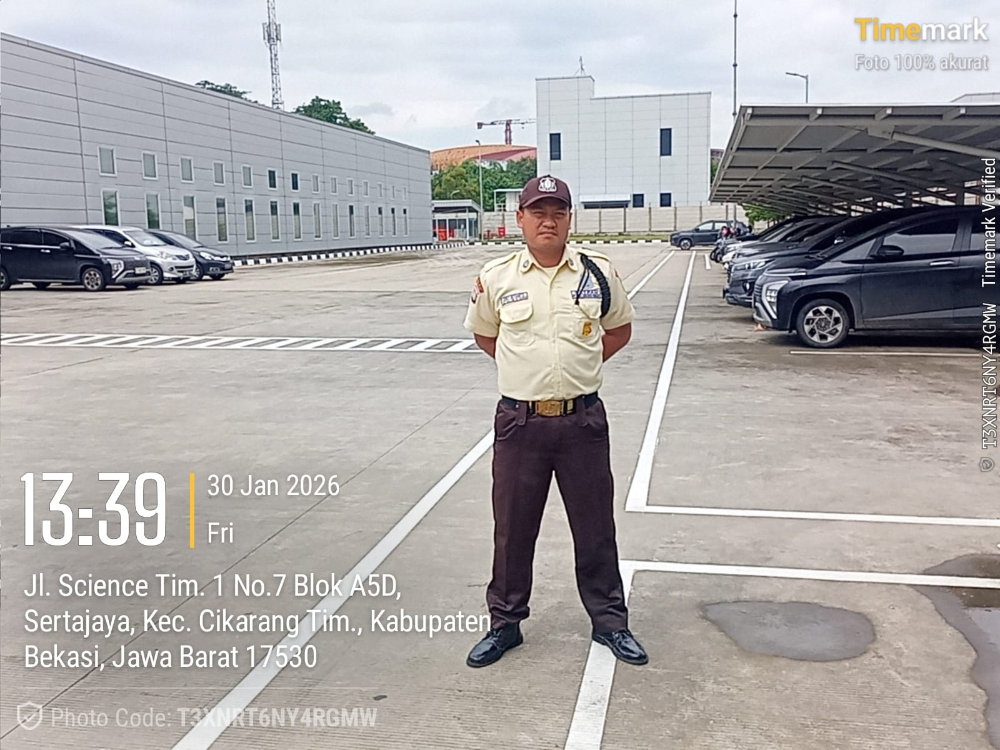 Timemark
Foto 100% akurat
13:39
30 Jan 2026
Fri
Jl. Science Tim. 1 No.7 Blok A5D,
Sertajaya, Kec. Cikarang Tim., Kabupaten
Bekasi, Jawa Barat 17530
Photo Code: T3XNRT6NY4RGMW
T3XNRT6NY4RGMW Timemark Verified